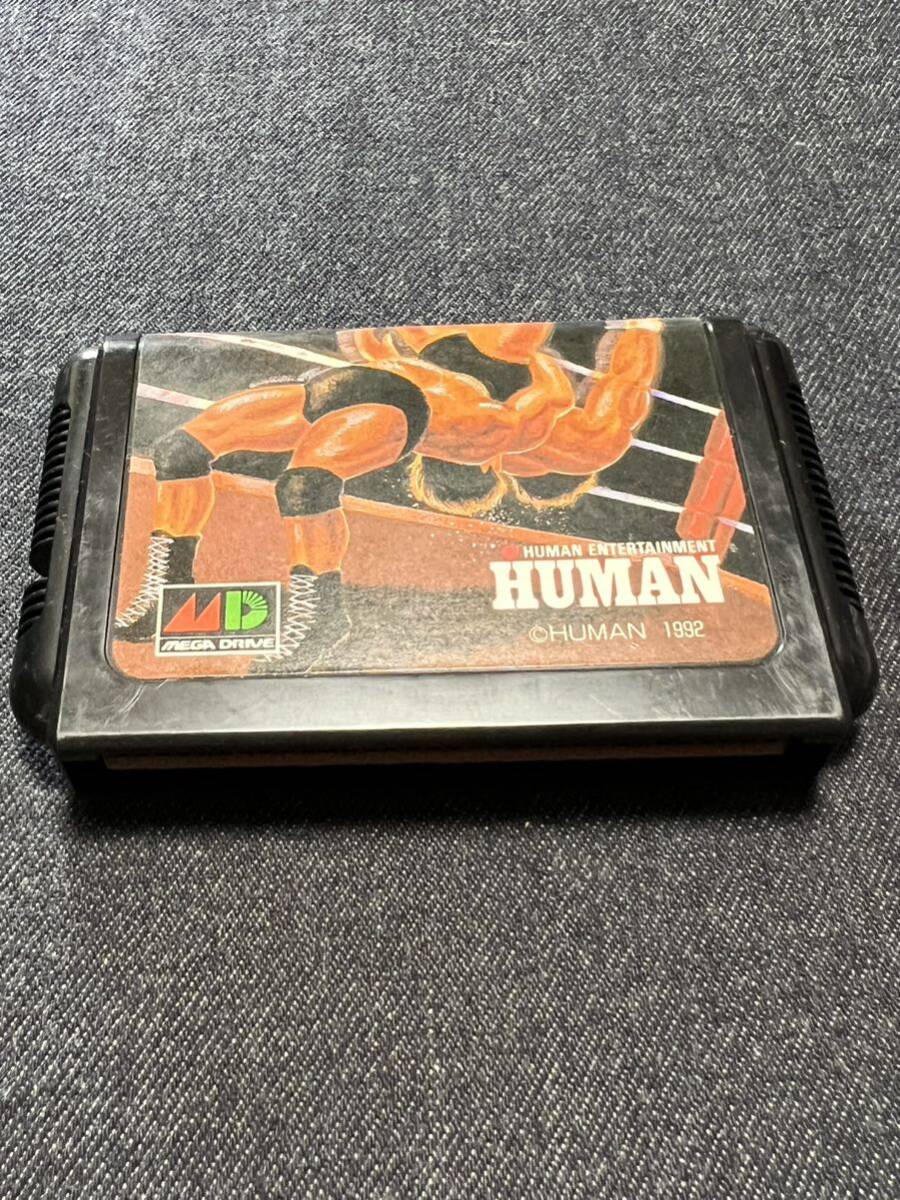 HUMAN ENTERTAINMENT
HUMAN
©HUMAN 1992
MD
MEGA DRIVE